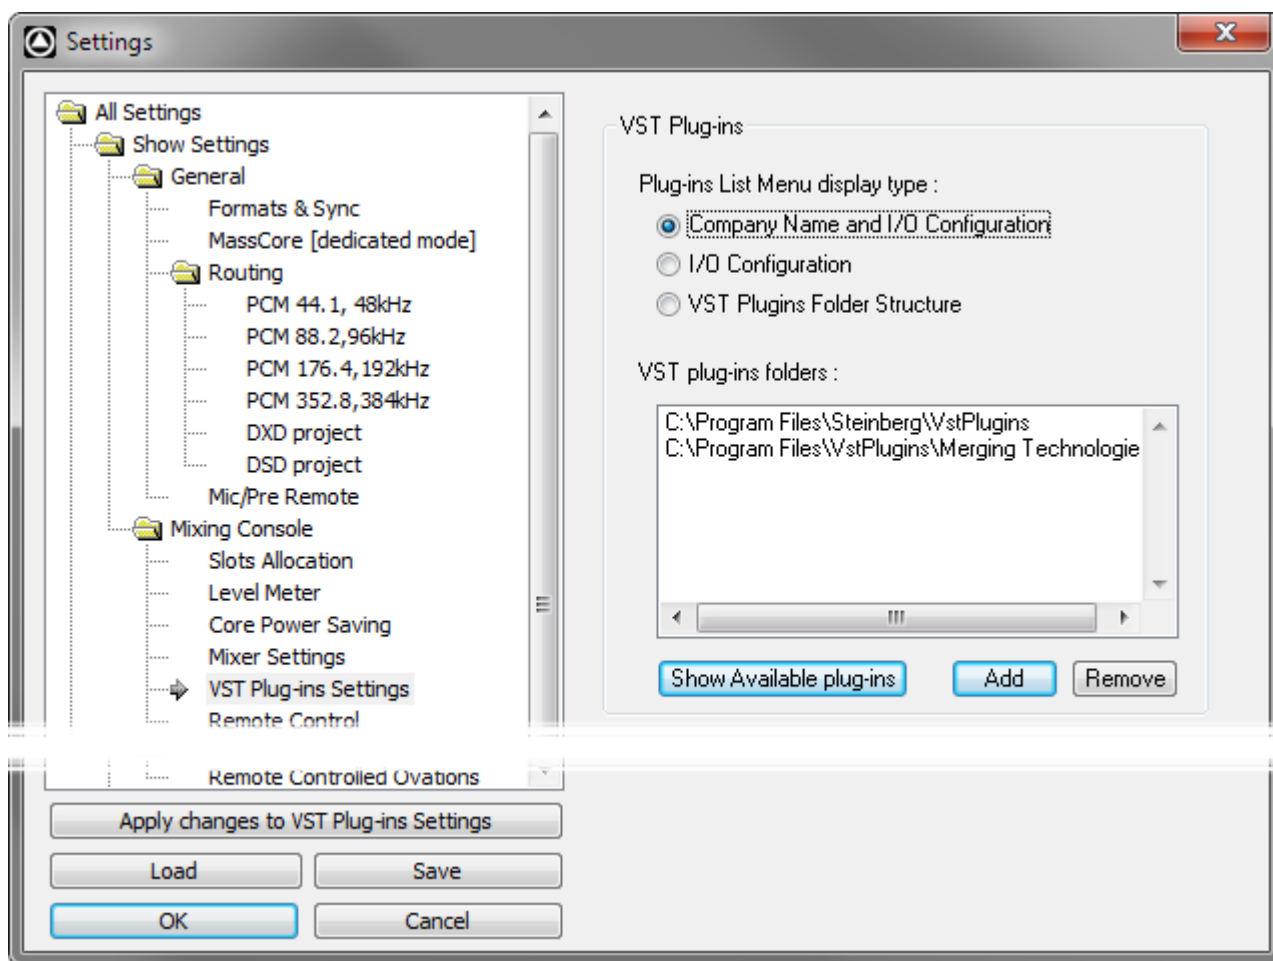 Settings
All Settings
Show Settings
General
Formats & Sync
MassCore [dedicated mode]
Routing
PCM 44.1, 48kHz
PCM 88.2,96kHz
PCM 176.4,192kHz
PCM 352.8,384kHz
DXD project
DSD project
Mic/Pre Remote
Mixing Console
Slots Allocation
Level Meter
Core Power Saving
Mixer Settings
VST Plug-ins Settings
Remote Control
Remote Controlled Ovations
Apply changes to VST Plug-ins Settings
Load Save
OK Cancel
VST Plug-ins
Plug-ins List Menu display type :
Company Name and I/O Configuration
I/O Configuration
VST Plugins Folder Structure
VST plug-ins folders :
C:\Program Files\Steinberg\VstPlugins
C:\Program Files\VstPlugins\Merging Technologie
Show Available plug-ins Add Remove